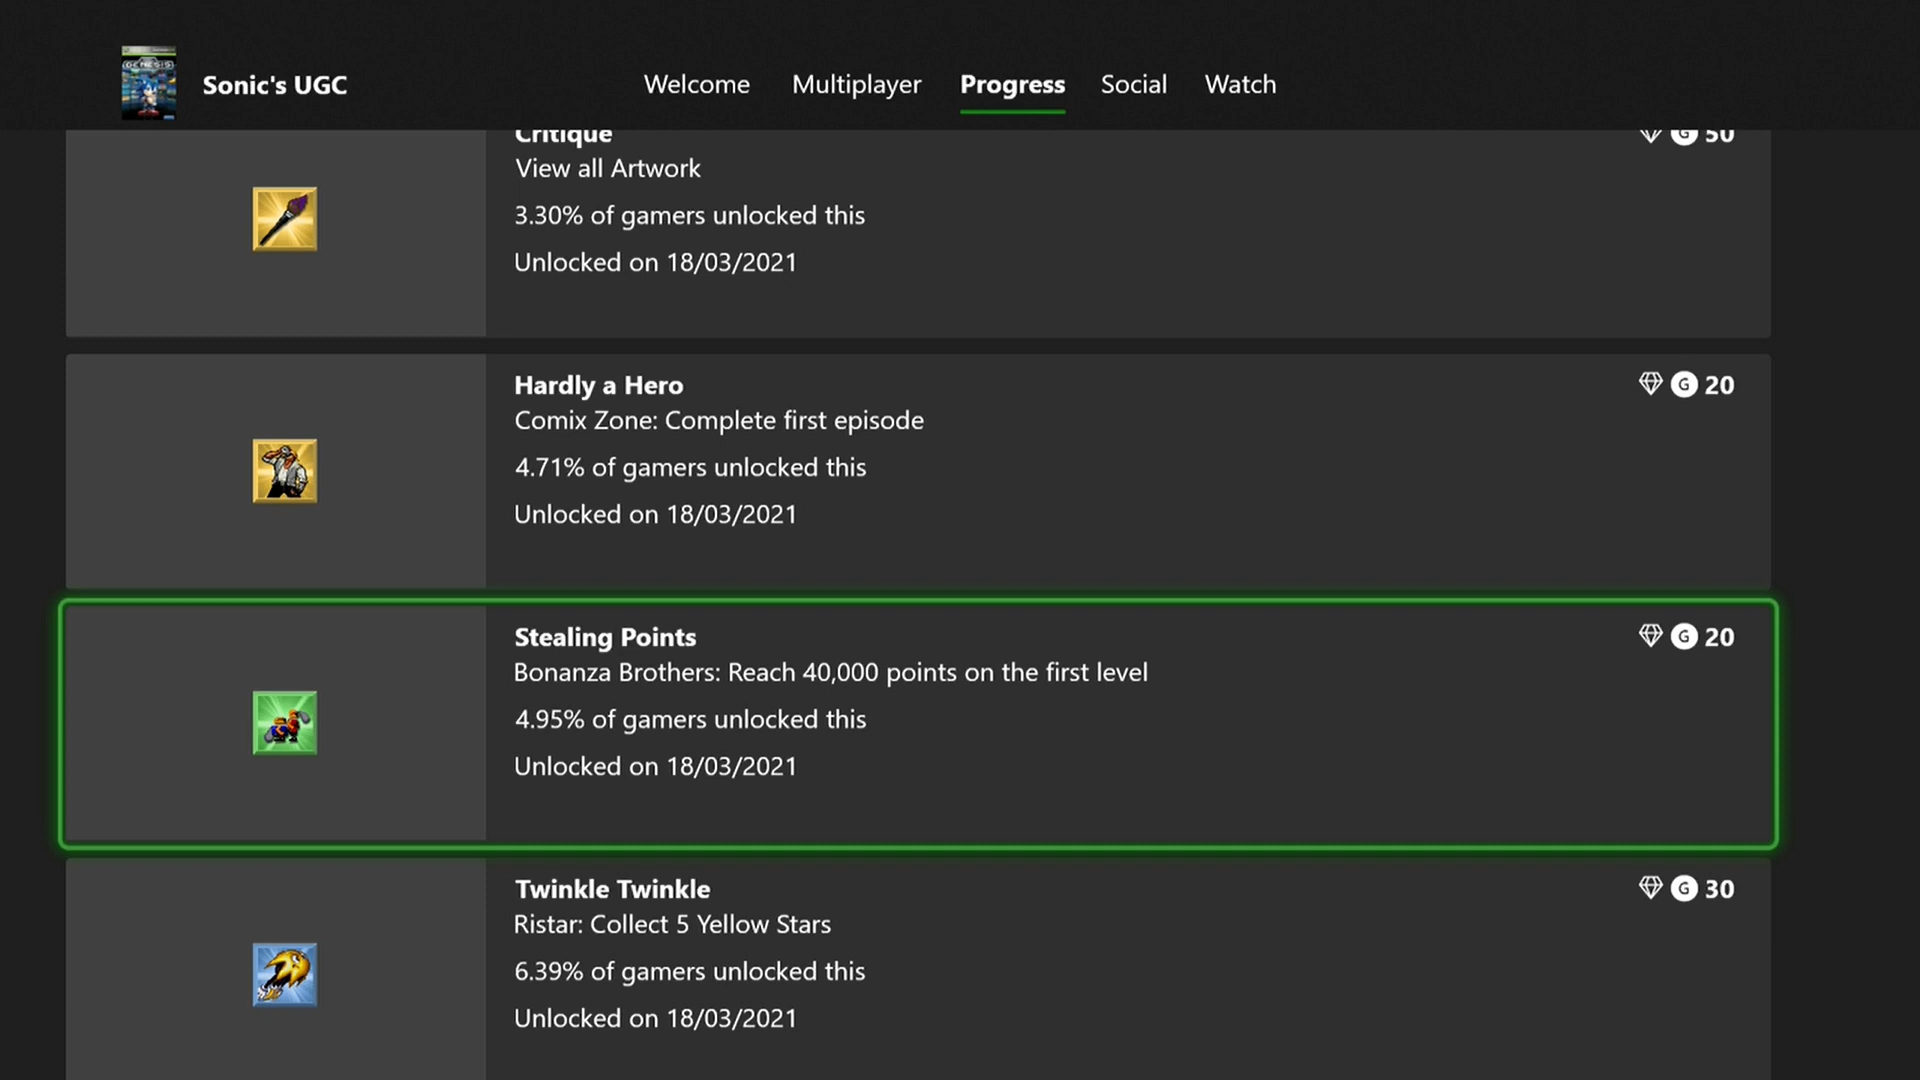 Sonic's UGC
Welcome
Multiplayer
Progress
Social
Watch
Critique
G 50
View all Artwork
3.30% of gamers unlocked this
Unlocked on 18/03/2021
Hardly a Hero
G 20
Comix Zone: Complete first episode
4.71% of gamers unlocked this
Unlocked on 18/03/2021
Stealing Points
G 20
Bonanza Brothers: Reach 40,000 points on the first level
4.95% of gamers unlocked this
Unlocked on 18/03/2021
Twinkle Twinkle
G 30
Ristar: Collect 5 Yellow Stars
6.39% of gamers unlocked this
Unlocked on 18/03/2021
GENESIS